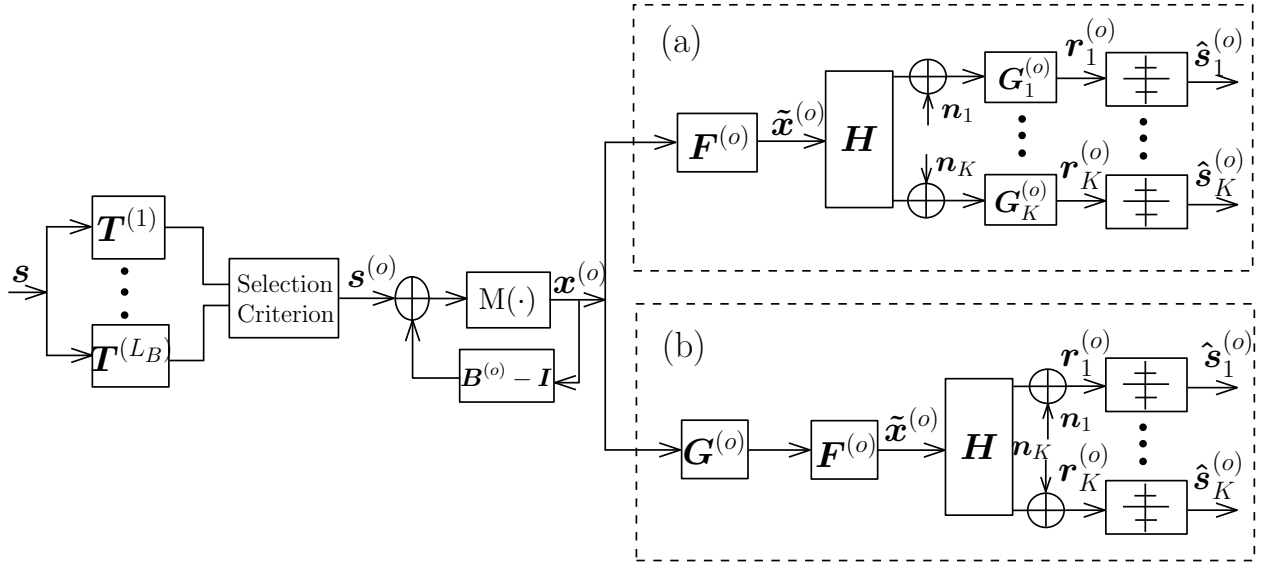 s
T^{(1)}
T^{(L_B)}
Selection
Criterion
s^{(o)}
M(·)
x^{(o)}
B^{(o)} − I
(a)
F^{(o)}
x̃^{(o)}
H
n_1
n_K
G_1^{(o)}
G_K^{(o)}
r_1^{(o)}
r_K^{(o)}
ŝ_1^{(o)}
ŝ_K^{(o)}
(b)
G^{(o)}
F^{(o)}
x̃^{(o)}
H
n_1
n_K
r_1^{(o)}
r_K^{(o)}
ŝ_1^{(o)}
ŝ_K^{(o)}